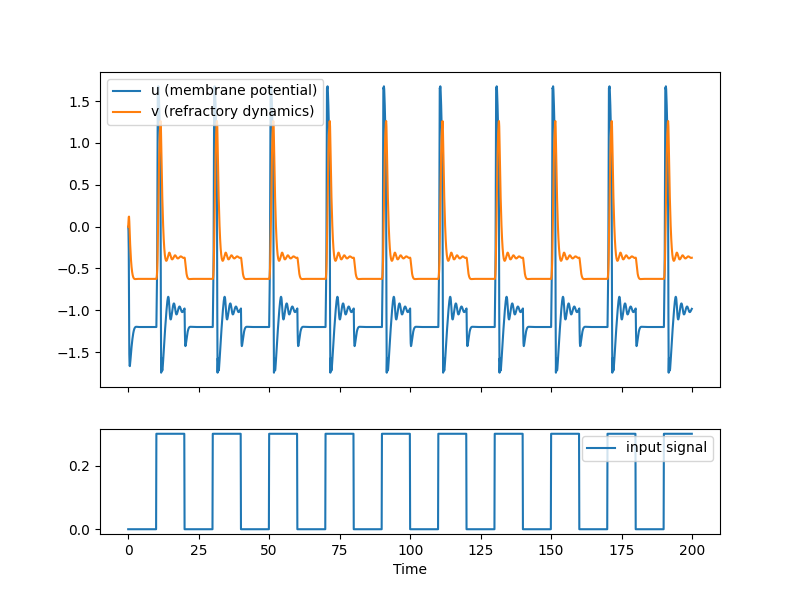 u (membrane potential)
v (refractory dynamics)
1.5
1.0
0.5
0.0
−0.5
−1.0
−1.5
input signal
0.2
0.0
0 25 50 75 100 125 150 175 200
Time